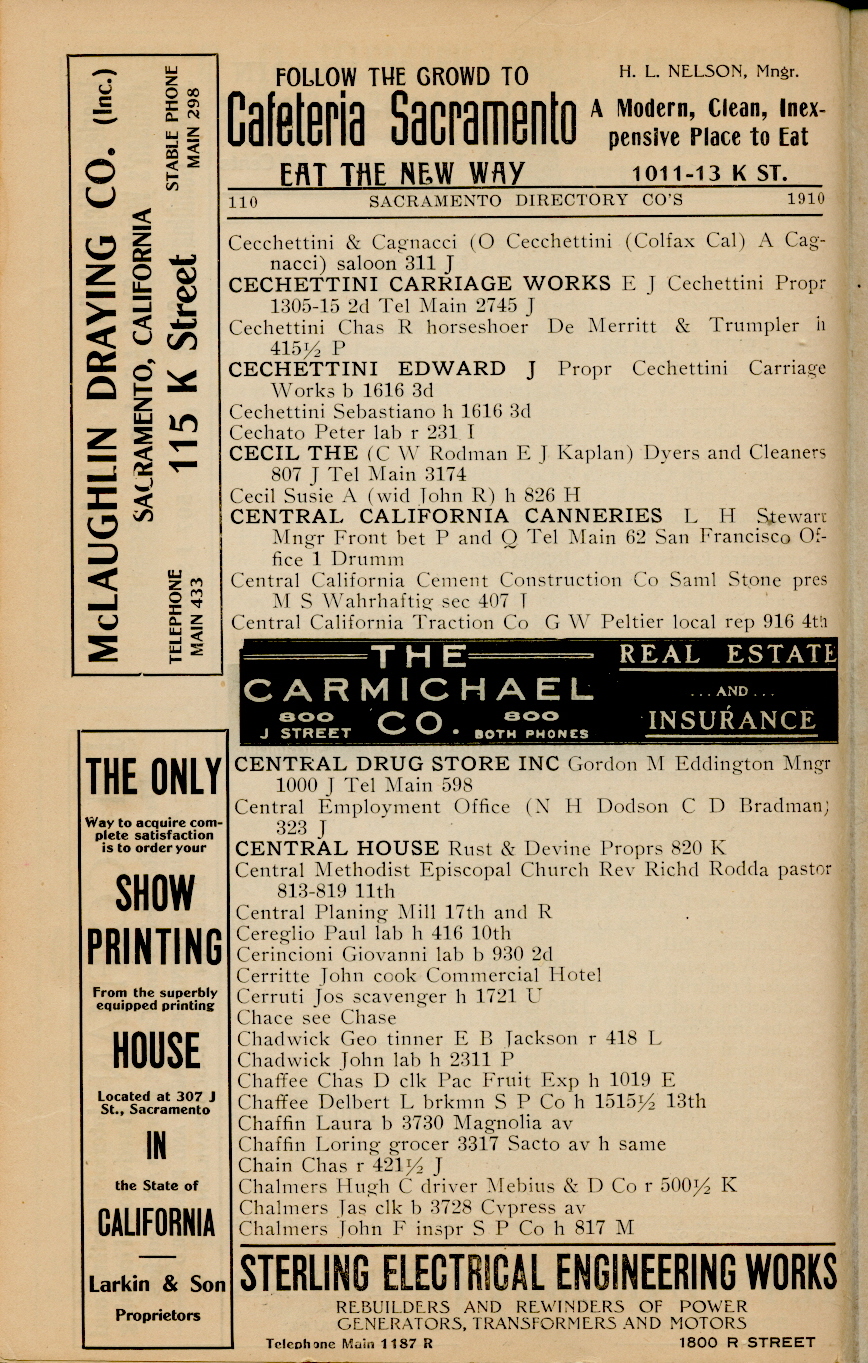 McLAUGHLIN DRAYING CO. (Inc.)
SACRAMENTO, CALIFORNIA
TELEPHONE
MAIN 433
115 K Street
STABLE PHONE
MAIN 298
FOLLOW THE CROWD TO
Cafeteria Sacramento
EAT THE NEW WAY
H. L. NELSON, Mngr.
A Modern, Clean, Inex-
pensive Place to Eat
1011-13 K ST.
110 SACRAMENTO DIRECTORY CO'S 1910
Cecchettini & Cagnacci (O Cecchettini (Colfax Cal) A Cag-
nacci) saloon 311 J
CECHETTINI CARRIAGE WORKS E J Cechettini Propr
1305-15 2d Tel Main 2745 J
Cechettini Chas R horseshoer De Merritt & Trumpler h
415½ P
CECHETTINI EDWARD J Propr Cechettini Carriage
Works b 1616 3d
Cechettini Sebastiano h 1616 3d
Cechato Peter lab r 231 I
CECIL THE (C W Rodman E J Kaplan) Dyers and Cleaners
807 J Tel Main 3174
Cecil Susie A (wid John R) h 826 H
CENTRAL CALIFORNIA CANNERIES L H Stewart
Mngr Front bet P and Q Tel Main 62 San Francisco Of-
fice 1 Drumm
Central California Cement Construction Co Saml Stone pres
M S Wahrhaftig sec 407 J
Central California Traction Co G W Peltier local rep 916 4th
THE
CARMICHAEL
CO.
800
J STREET
800
BOTH PHONES
REAL ESTATE
... AND ...
INSURANCE
CENTRAL DRUG STORE INC Gordon M Eddington Mngr
1000 J Tel Main 598
Central Employment Office (N H Dodson C D Bradman)
323 J
CENTRAL HOUSE Rust & Devine Proprs 820 K
Central Methodist Episcopal Church Rev Richd Rodda pastor
813-819 11th
Central Planing Mill 17th and R
Cereglio Paul lab h 416 10th
Cerincioni Giovanni lab b 930 2d
Cerritte John cook Commercial Hotel
Cerruti Jos scavenger h 1721 U
Chace see Chase
Chadwick Geo tinner E B Jackson r 418 L
Chadwick John lab h 2311 P
Chaffee Chas D clk Pac Fruit Exp h 1019 E
Chaffee Delbert L brkmn S P Co h 1515½ 13th
Chaffin Laura b 3730 Magnolia av
Chaffin Loring grocer 3317 Sacto av h same
Chain Chas r 421½ J
Chalmers Hugh C driver Mebius & D Co r 500½ K
Chalmers Jas clk b 3728 Cypress av
Chalmers John F inspr S P Co h 817 M
THE ONLY
Way to acquire com-
plete satisfaction
is to order your
SHOW
PRINTING
From the superbly
equipped printing
HOUSE
Located at 307 J
St., Sacramento
IN
the State of
CALIFORNIA
Larkin & Son
Proprietors
STERLING ELECTRICAL ENGINEERING WORKS
REBUILDERS AND REWINDERS OF POWER
GENERATORS, TRANSFORMERS AND MOTORS
Telephone Main 1187 R 1800 R STREET